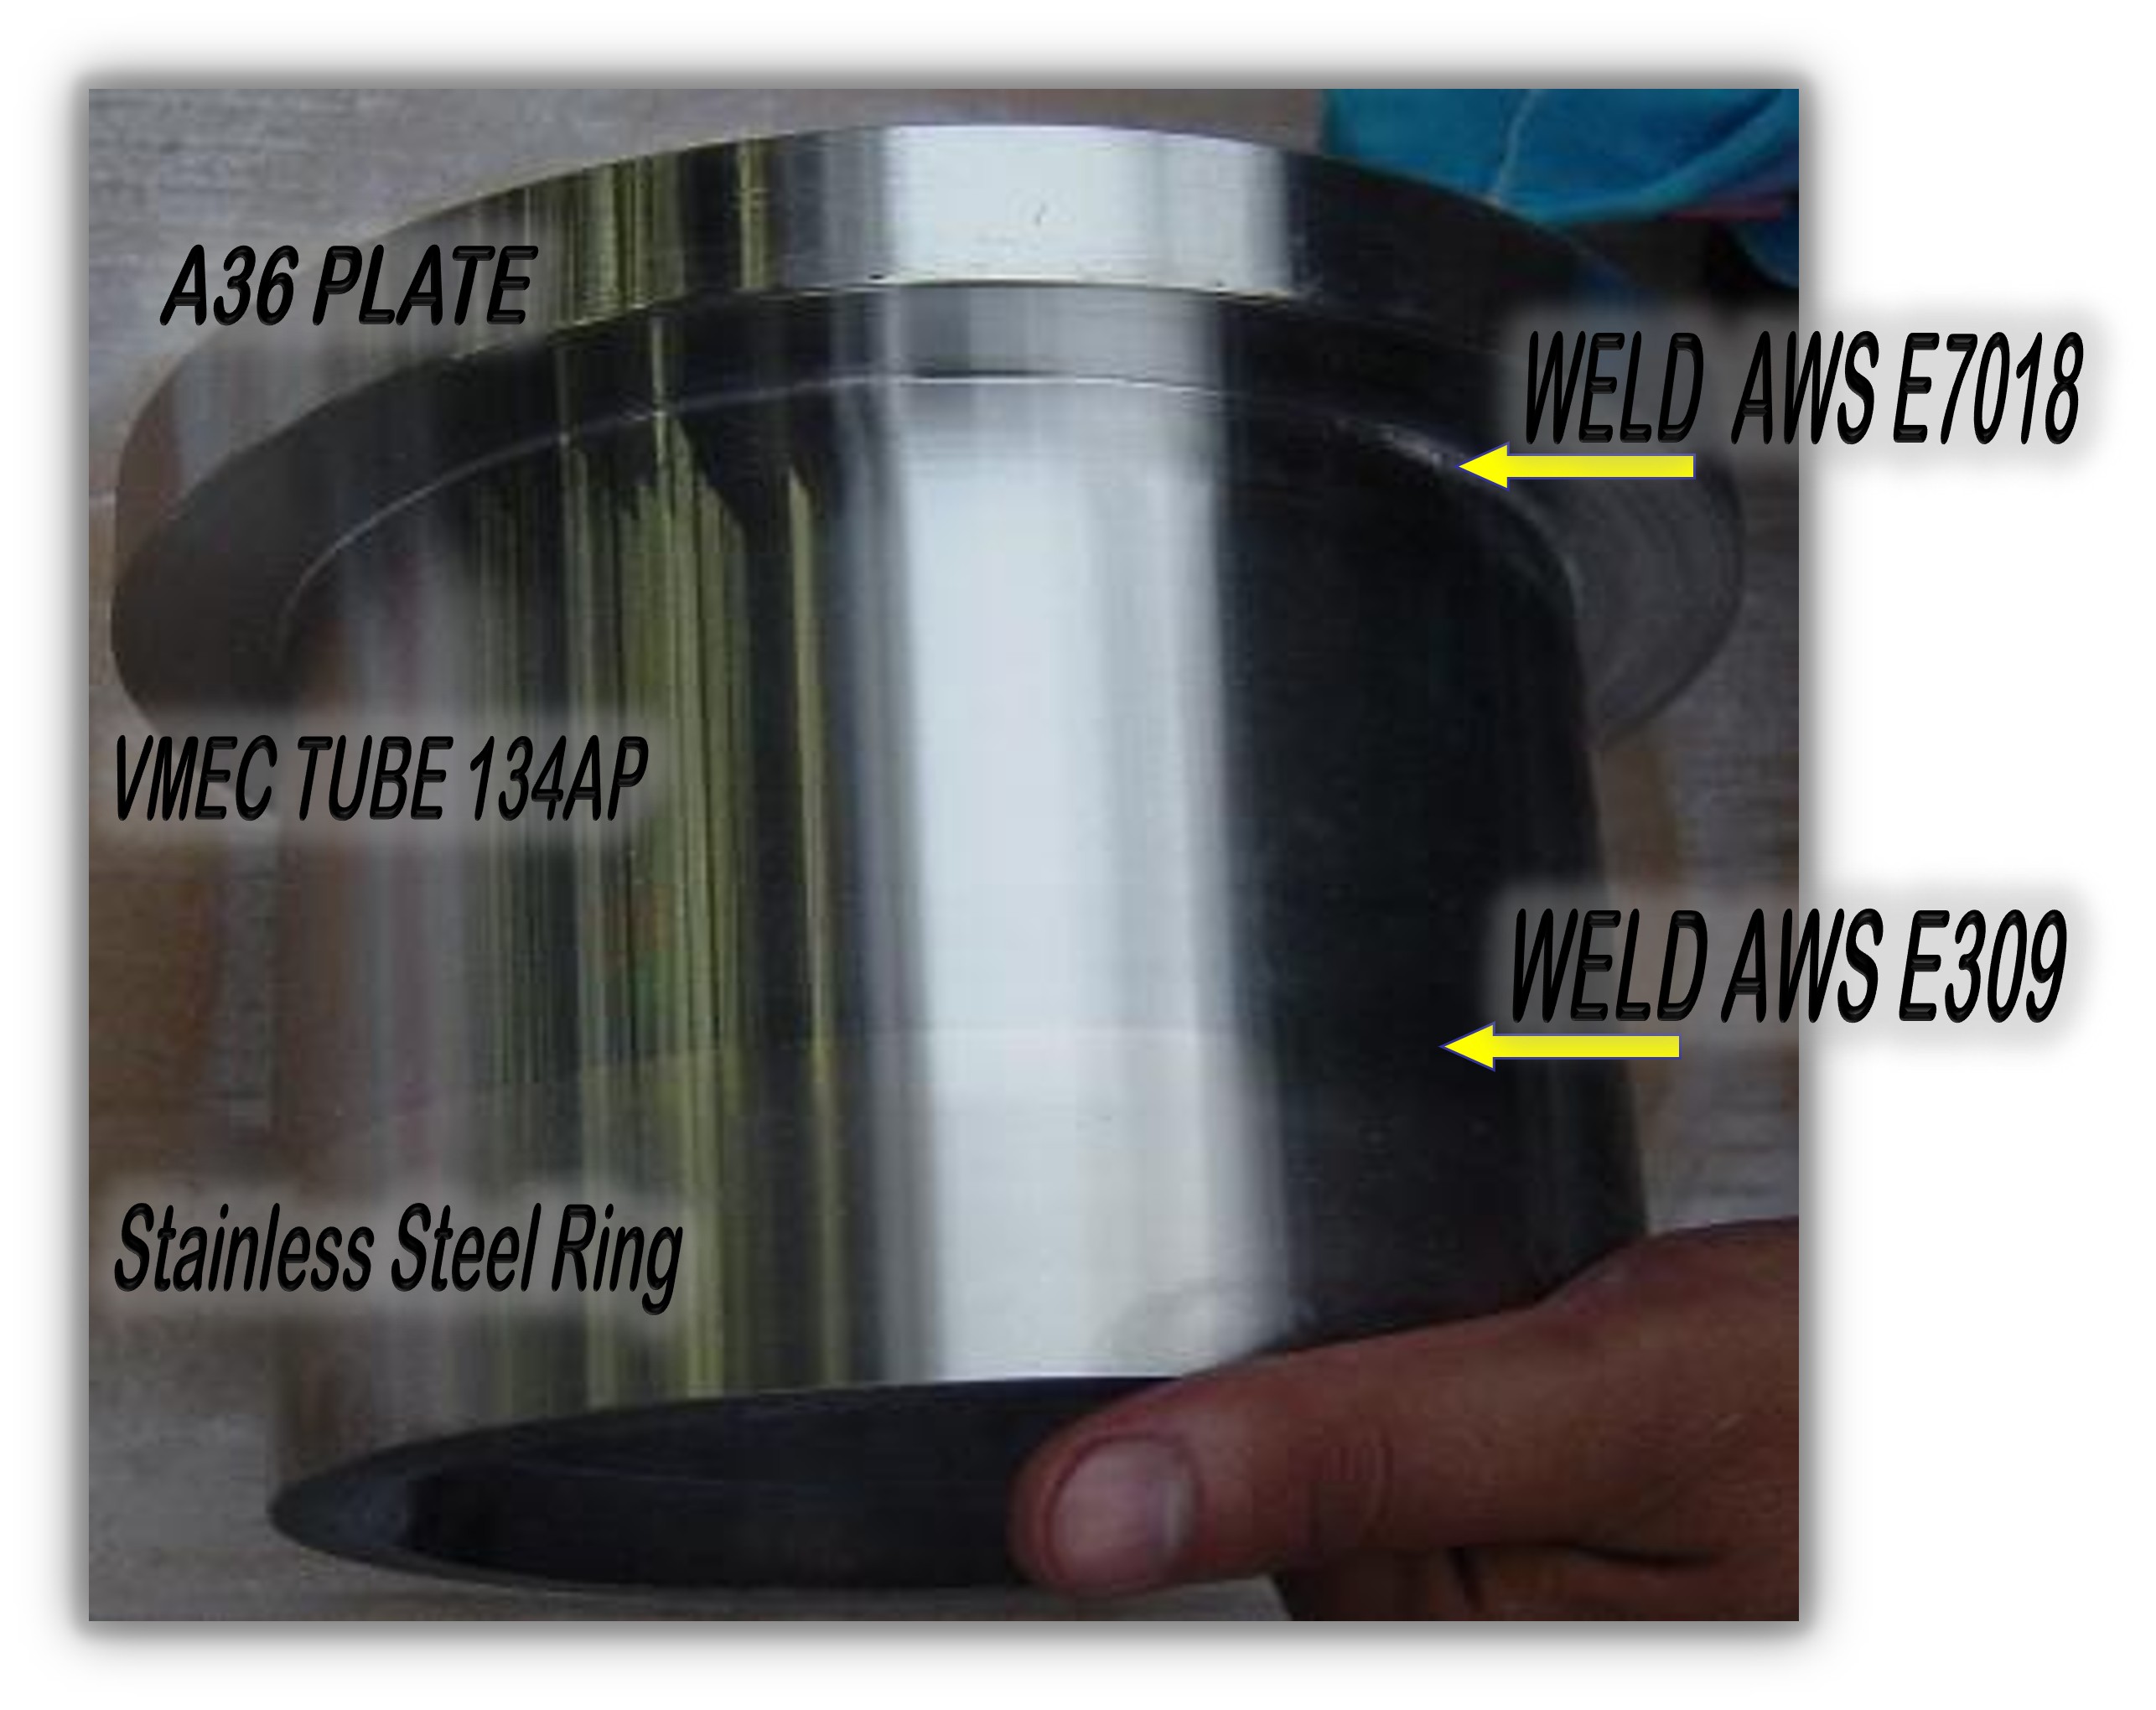 A36 PLATE
WELD AWS E7018
VMEC TUBE 134AP
WELD AWS E309
Stainless Steel Ring